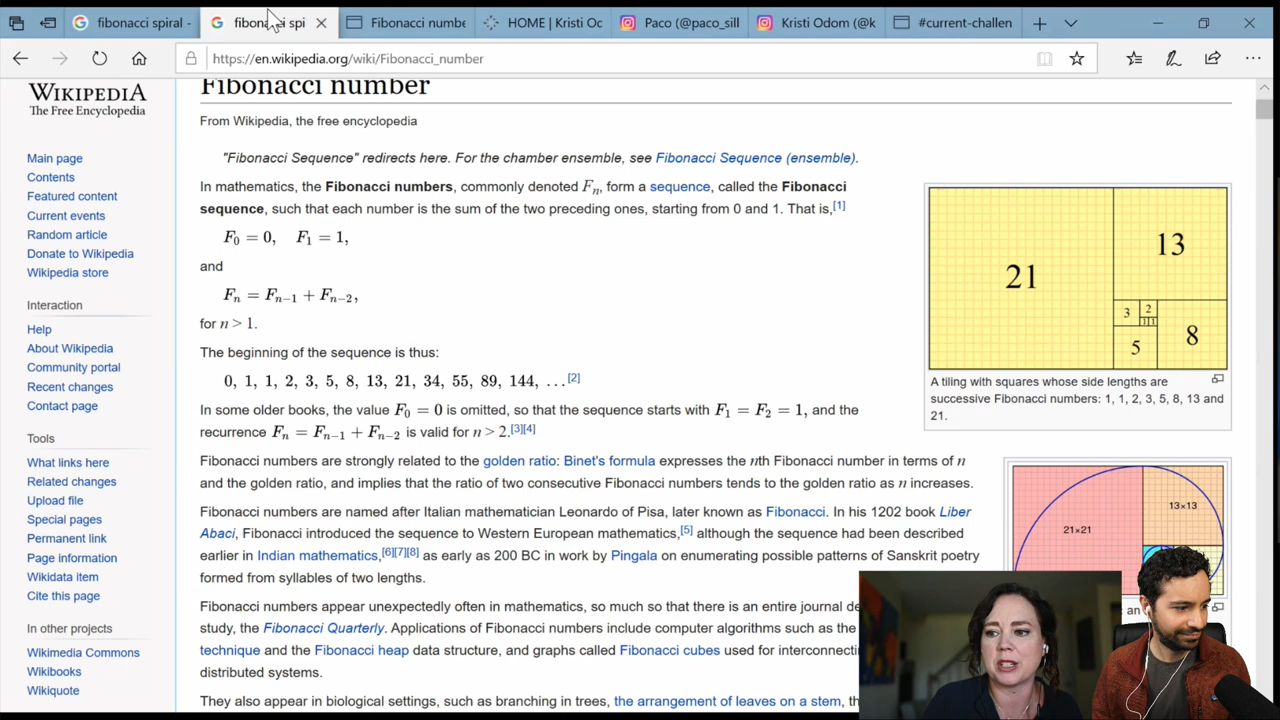 fibonacci spiral -
fibonacci spi
Fibonacci numbe
HOME | Kristi Oc
Paco (@paco_sill
Kristi Odom (@k
#current-challen
https://en.wikipedia.org/wiki/Fibonacci_number
WIKIPEDIA
The Free Encyclopedia
Main page
Contents
Featured content
Current events
Random article
Donate to Wikipedia
Wikipedia store
Interaction
Help
About Wikipedia
Community portal
Recent changes
Contact page
Tools
What links here
Related changes
Upload file
Special pages
Permanent link
Page information
Wikidata item
Cite this page
In other projects
Wikimedia Commons
Wikibooks
Wikiquote
Fibonacci number
From Wikipedia, the free encyclopedia
"Fibonacci Sequence" redirects here. For the chamber ensemble, see Fibonacci Sequence (ensemble).
In mathematics, the Fibonacci numbers, commonly denoted Fn, form a sequence, called the Fibonacci
sequence, such that each number is the sum of the two preceding ones, starting from 0 and 1. That is,[1]
F0 = 0, F1 = 1,
and
Fn = Fn−1 + Fn−2,
for n > 1.
The beginning of the sequence is thus:
0, 1, 1, 2, 3, 5, 8, 13, 21, 34, 55, 89, 144, …[2]
In some older books, the value F0 = 0 is omitted, so that the sequence starts with F1 = F2 = 1, and the
recurrence Fn = Fn−1 + Fn−2 is valid for n > 2.[3][4]
Fibonacci numbers are strongly related to the golden ratio: Binet's formula expresses the nth Fibonacci number in terms of n
and the golden ratio, and implies that the ratio of two consecutive Fibonacci numbers tends to the golden ratio as n increases.
Fibonacci numbers are named after Italian mathematician Leonardo of Pisa, later known as Fibonacci. In his 1202 book Liber
Abaci, Fibonacci introduced the sequence to Western European mathematics,[5] although the sequence had been described
earlier in Indian mathematics,[6][7][8] as early as 200 BC in work by Pingala on enumerating possible patterns of Sanskrit poetry
formed from syllables of two lengths.
Fibonacci numbers appear unexpectedly often in mathematics, so much so that there is an entire journal de
study, the Fibonacci Quarterly. Applications of Fibonacci numbers include computer algorithms such as the
technique and the Fibonacci heap data structure, and graphs called Fibonacci cubes used for interconnecti
distributed systems.
They also appear in biological settings, such as branching in trees, the arrangement of leaves on a stem, th
21
13
3
2
1
1
5
8
A tiling with squares whose side lengths are
successive Fibonacci numbers: 1, 1, 2, 3, 5, 8, 13 and
21.
21×21
13×13